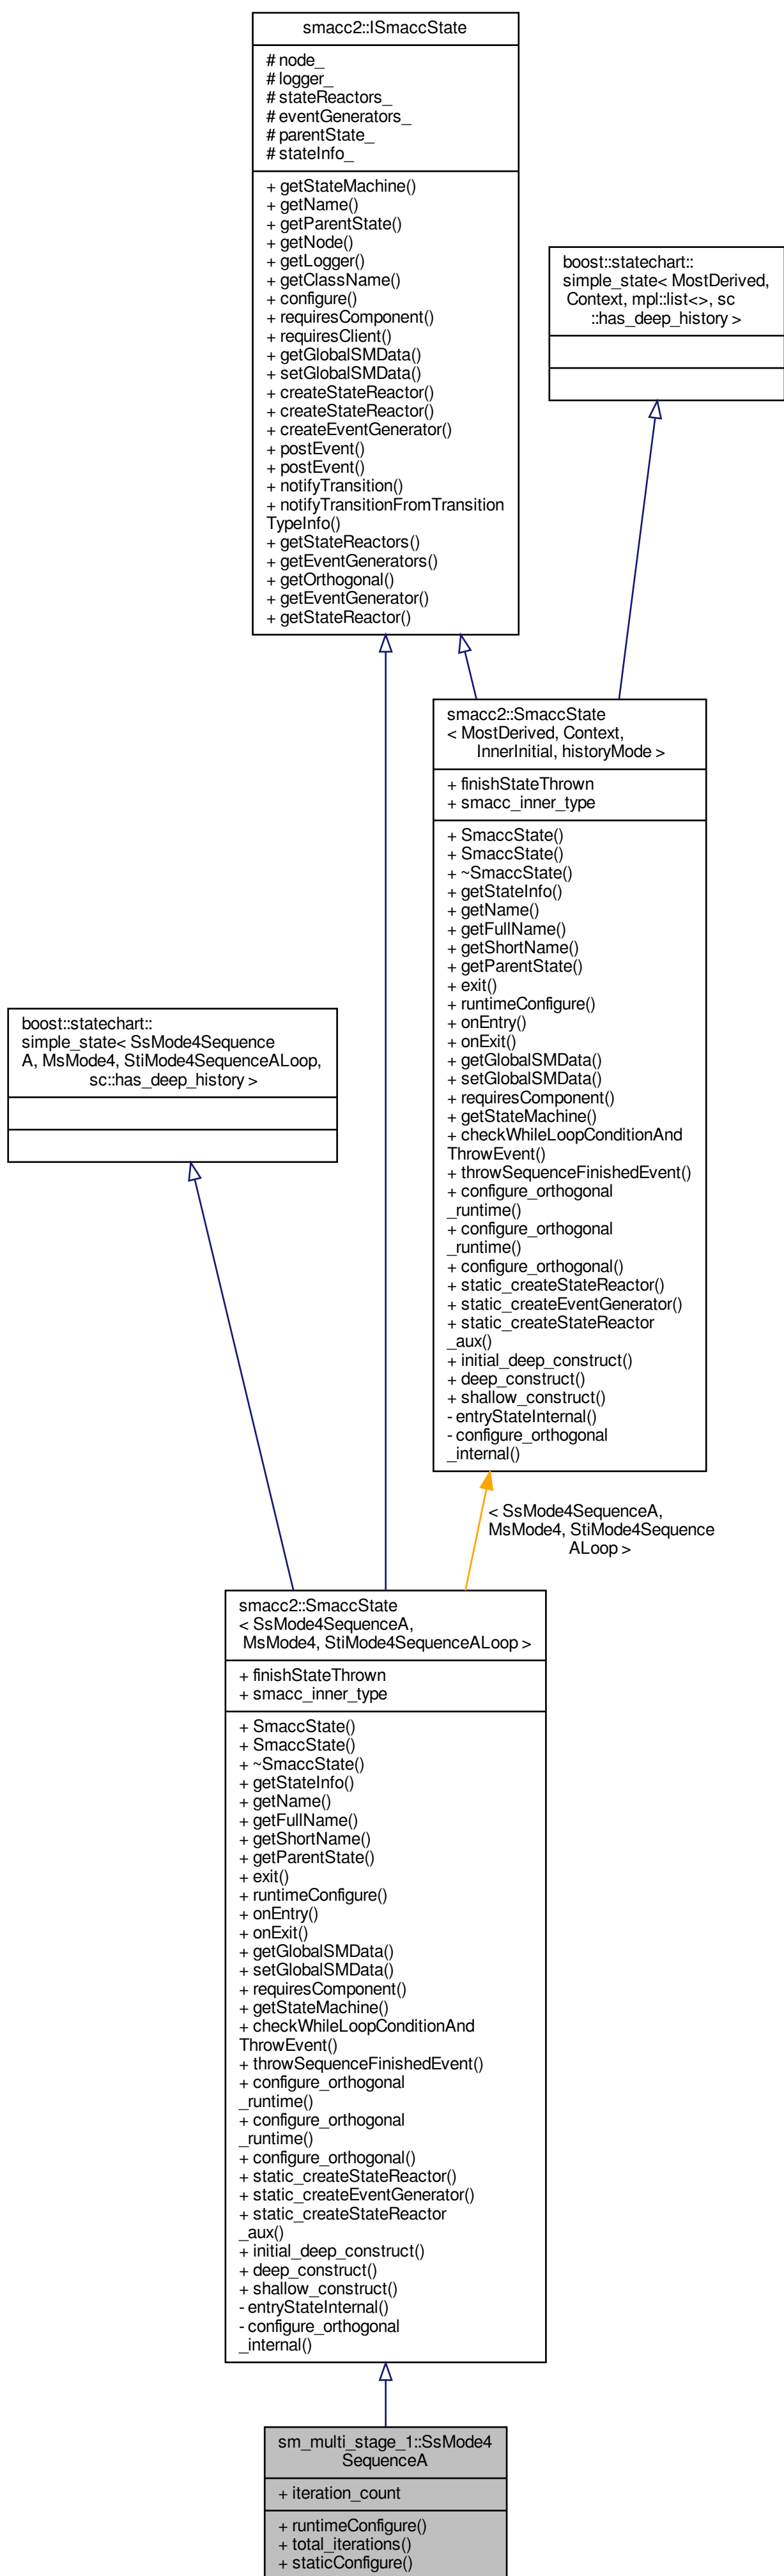 smacc2::ISmaccState
# node_
# logger_
# stateReactors_
# eventGenerators_
# parentState_
# stateInfo_
+ getStateMachine()
+ getName()
+ getParentState()
+ getNode()
+ getLogger()
+ getClassName()
+ configure()
+ requiresComponent()
+ requiresClient()
+ getGlobalSMData()
+ setGlobalSMData()
+ createStateReactor()
+ createStateReactor()
+ createEventGenerator()
+ postEvent()
+ postEvent()
+ notifyTransition()
+ notifyTransitionFromTransition
TypeInfo()
+ getStateReactors()
+ getEventGenerators()
+ getOrthogonal()
+ getEventGenerator()
+ getStateReactor()
boost::statechart::
simple_state< MostDerived,
Context, mpl::list<>, sc
::has_deep_history >
smacc2::SmaccState
< MostDerived, Context,
InnerInitial, historyMode >
+ finishStateThrown
+ smacc_inner_type
+ SmaccState()
+ SmaccState()
+ ~SmaccState()
+ getStateInfo()
+ getName()
+ getFullName()
+ getShortName()
+ getParentState()
+ exit()
+ runtimeConfigure()
+ onEntry()
+ onExit()
+ getGlobalSMData()
+ setGlobalSMData()
+ requiresComponent()
+ getStateMachine()
+ checkWhileLoopConditionAnd
ThrowEvent()
+ throwSequenceFinishedEvent()
+ configure_orthogonal
_runtime()
+ configure_orthogonal
_runtime()
+ configure_orthogonal()
+ static_createStateReactor()
+ static_createEventGenerator()
+ static_createStateReactor
_aux()
+ initial_deep_construct()
+ deep_construct()
+ shallow_construct()
- entryStateInternal()
- configure_orthogonal
_internal()
boost::statechart::
simple_state< SsMode4Sequence
A, MsMode4, StiMode4SequenceALoop,
sc::has_deep_history >
< SsMode4SequenceA,
MsMode4, StiMode4Sequence
ALoop >
smacc2::SmaccState
< SsMode4SequenceA,
MsMode4, StiMode4SequenceALoop >
+ finishStateThrown
+ smacc_inner_type
+ SmaccState()
+ SmaccState()
+ ~SmaccState()
+ getStateInfo()
+ getName()
+ getFullName()
+ getShortName()
+ getParentState()
+ exit()
+ runtimeConfigure()
+ onEntry()
+ onExit()
+ getGlobalSMData()
+ setGlobalSMData()
+ requiresComponent()
+ getStateMachine()
+ checkWhileLoopConditionAnd
ThrowEvent()
+ throwSequenceFinishedEvent()
+ configure_orthogonal
_runtime()
+ configure_orthogonal
_runtime()
+ configure_orthogonal()
+ static_createStateReactor()
+ static_createEventGenerator()
+ static_createStateReactor
_aux()
+ initial_deep_construct()
+ deep_construct()
+ shallow_construct()
- entryStateInternal()
- configure_orthogonal
_internal()
sm_multi_stage_1::SsMode4
SequenceA
+ iteration_count
+ runtimeConfigure()
+ total_iterations()
+ staticConfigure()